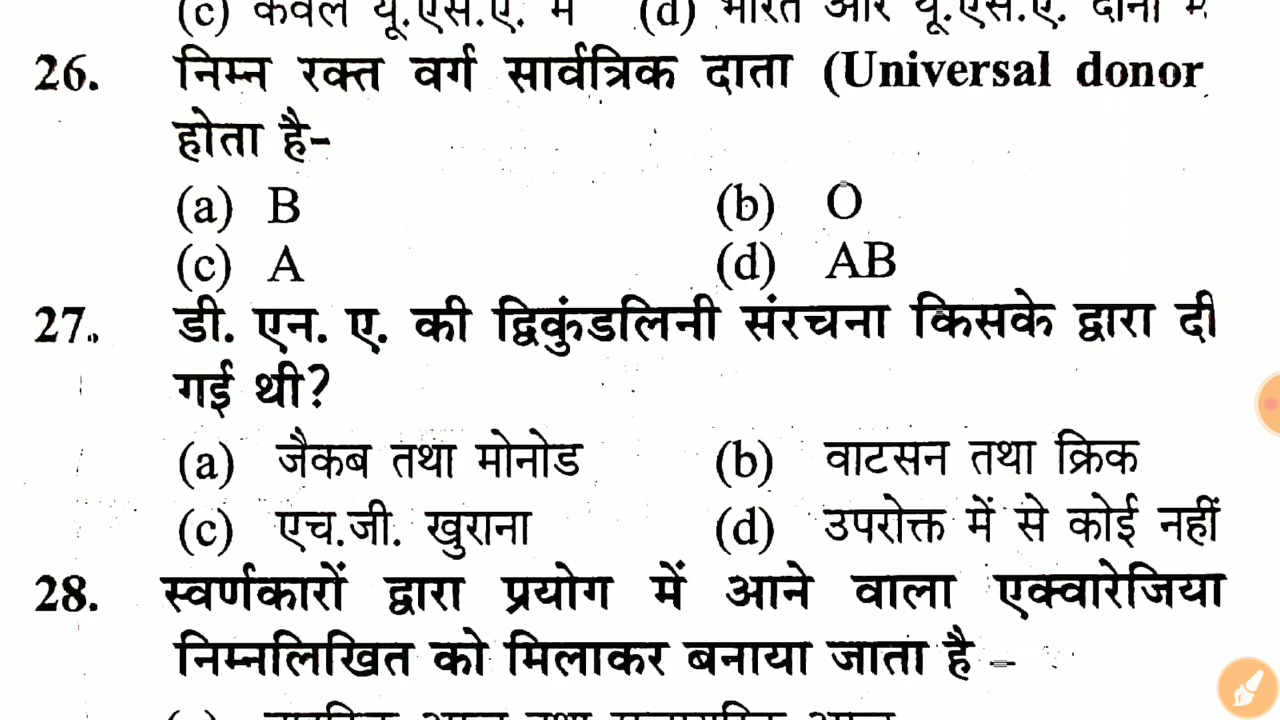 (c) केवल यू.एस.ए. में (d) भारत और यू.एस.ए. दोनों में
26. निम्न रक्त वर्ग सार्वत्रिक दाता (Universal donor
होता है-
(a) B (b) O
(c) A (d) AB
27. डी. एन. ए. की द्विकुंडलिनी संरचना किसके द्वारा दी
गई थी?
(a) जैकब तथा मोनोड (b) वाटसन तथा क्रिक
(c) एच.जी. खुराना (d) उपरोक्त में से कोई नहीं
28. स्वर्णकारों द्वारा प्रयोग में आने वाला एक्वारेजिया
निम्नलिखित को मिलाकर बनाया जाता है –